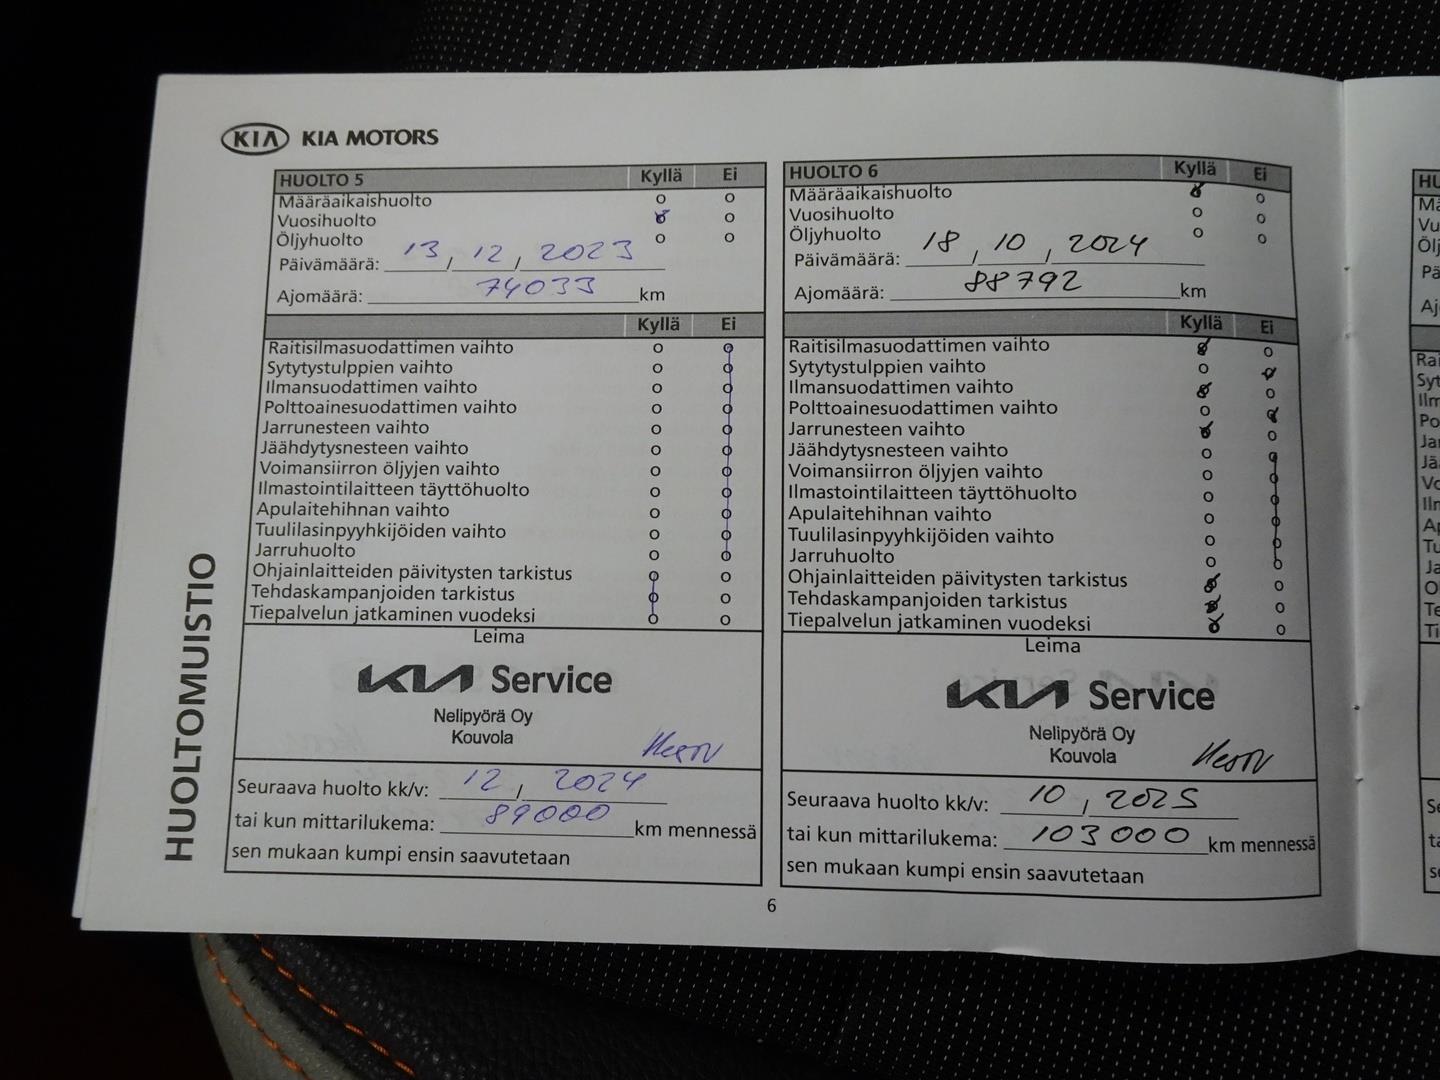 KIA KIA MOTORS
HUOLTO 5 Kyllä Ei
Määräaikaishuolto o o
Vuosihuolto o o
Öljyhuolto o o
Päivämäärä: 13, 12, 2023
Ajomäärä: 74033 km
Kyllä Ei
Raitisilmasuodattimen vaihto o o
Sytytystulppien vaihto o o
Ilmansuodattimen vaihto o o
Polttoainesuodattimen vaihto o o
Jarrunesteen vaihto o o
Jäähdytysnesteen vaihto o o
Voimansiirron öljyjen vaihto o o
Ilmastointilaitteen täyttöhuolto o o
Apulaitehihnan vaihto o o
Tuulilasinpyyhkijöiden vaihto o o
Jarruhuolto o o
Ohjainlaitteiden päivitysten tarkistus o o
Tehdaskampanjoiden tarkistus o o
Tiepalvelun jatkaminen vuodeksi o o
Leima
KIA Service
Nelipyörä Oy
Kouvola
Seuraava huolto kk/v: 12, 2024
tai kun mittarilukema: 89000 km mennessä
sen mukaan kumpi ensin saavutetaan
HUOLTO 6 Kyllä Ei
Määräaikaishuolto o o
Vuosihuolto o o
Öljyhuolto o o
Päivämäärä: 18, 10, 2024
Ajomäärä: 88792 km
Kyllä Ei
Raitisilmasuodattimen vaihto o o
Sytytystulppien vaihto o o
Ilmansuodattimen vaihto o o
Polttoainesuodattimen vaihto o o
Jarrunesteen vaihto o o
Jäähdytysnesteen vaihto o o
Voimansiirron öljyjen vaihto o o
Ilmastointilaitteen täyttöhuolto o o
Apulaitehihnan vaihto o o
Tuulilasinpyyhkijöiden vaihto o o
Jarruhuolto o o
Ohjainlaitteiden päivitysten tarkistus o o
Tehdaskampanjoiden tarkistus o o
Tiepalvelun jatkaminen vuodeksi o o
Leima
KIA Service
Nelipyörä Oy
Kouvola
Seuraava huolto kk/v: 10, 2025
tai kun mittarilukema: 103000 km mennessä
sen mukaan kumpi ensin saavutetaan
HUOLTOMUISTIO
6